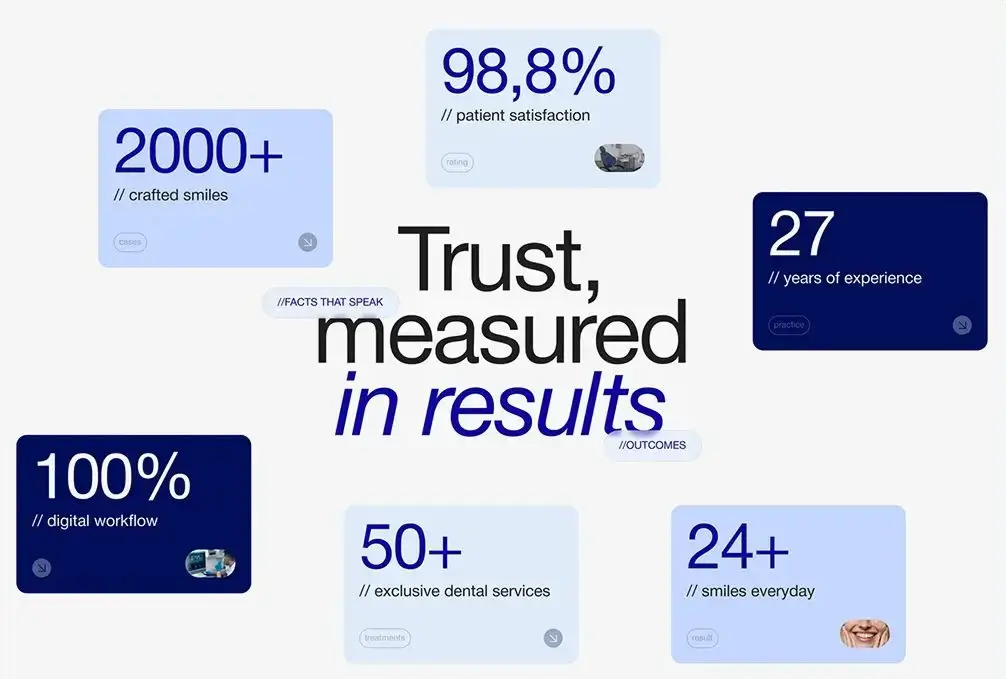 98,8%
// patient satisfaction
rating
2000+
// crafted smiles
cases
27
// years of experience
practice
Trust,
//FACTS THAT SPEAK
measured
in results
//OUTCOMES
100%
// digital workflow
50+
// exclusive dental services
treatments
24+
// smiles everyday
result